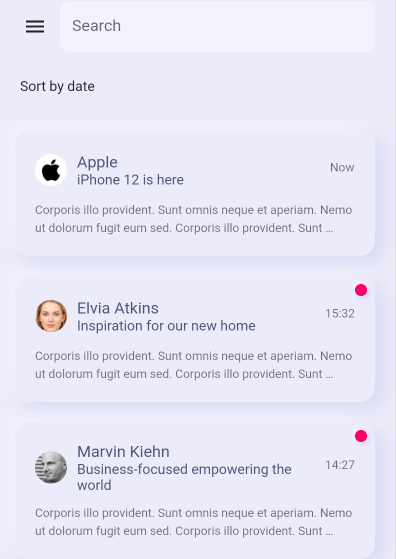 Search
Sort by date
Apple
iPhone 12 is here
Now
Corporis illo provident. Sunt omnis neque et aperiam. Nemo
ut dolorum fugit eum sed. Corporis illo provident. Sunt ...
Elvia Atkins
Inspiration for our new home
15:32
Corporis illo provident. Sunt omnis neque et aperiam. Nemo
ut dolorum fugit eum sed. Corporis illo provident. Sunt ...
Marvin Kiehn
Business-focused empowering the
world
14:27
Corporis illo provident. Sunt omnis neque et aperiam. Nemo
ut dolorum fugit eum sed. Corporis illo provident. Sunt ...